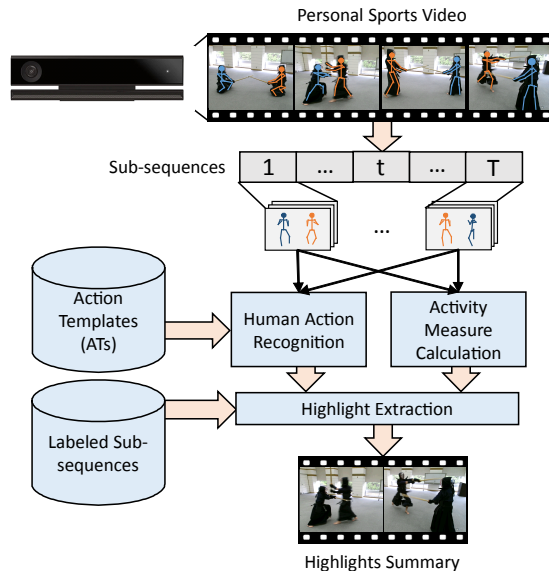 Personal Sports Video
Sub-sequences
1 ... t ... T
...
Action
Templates
(ATs)
Human Action
Recognition
Activity
Measure
Calculation
Labeled Sub-
sequences
Highlight Extraction
Highlights Summary